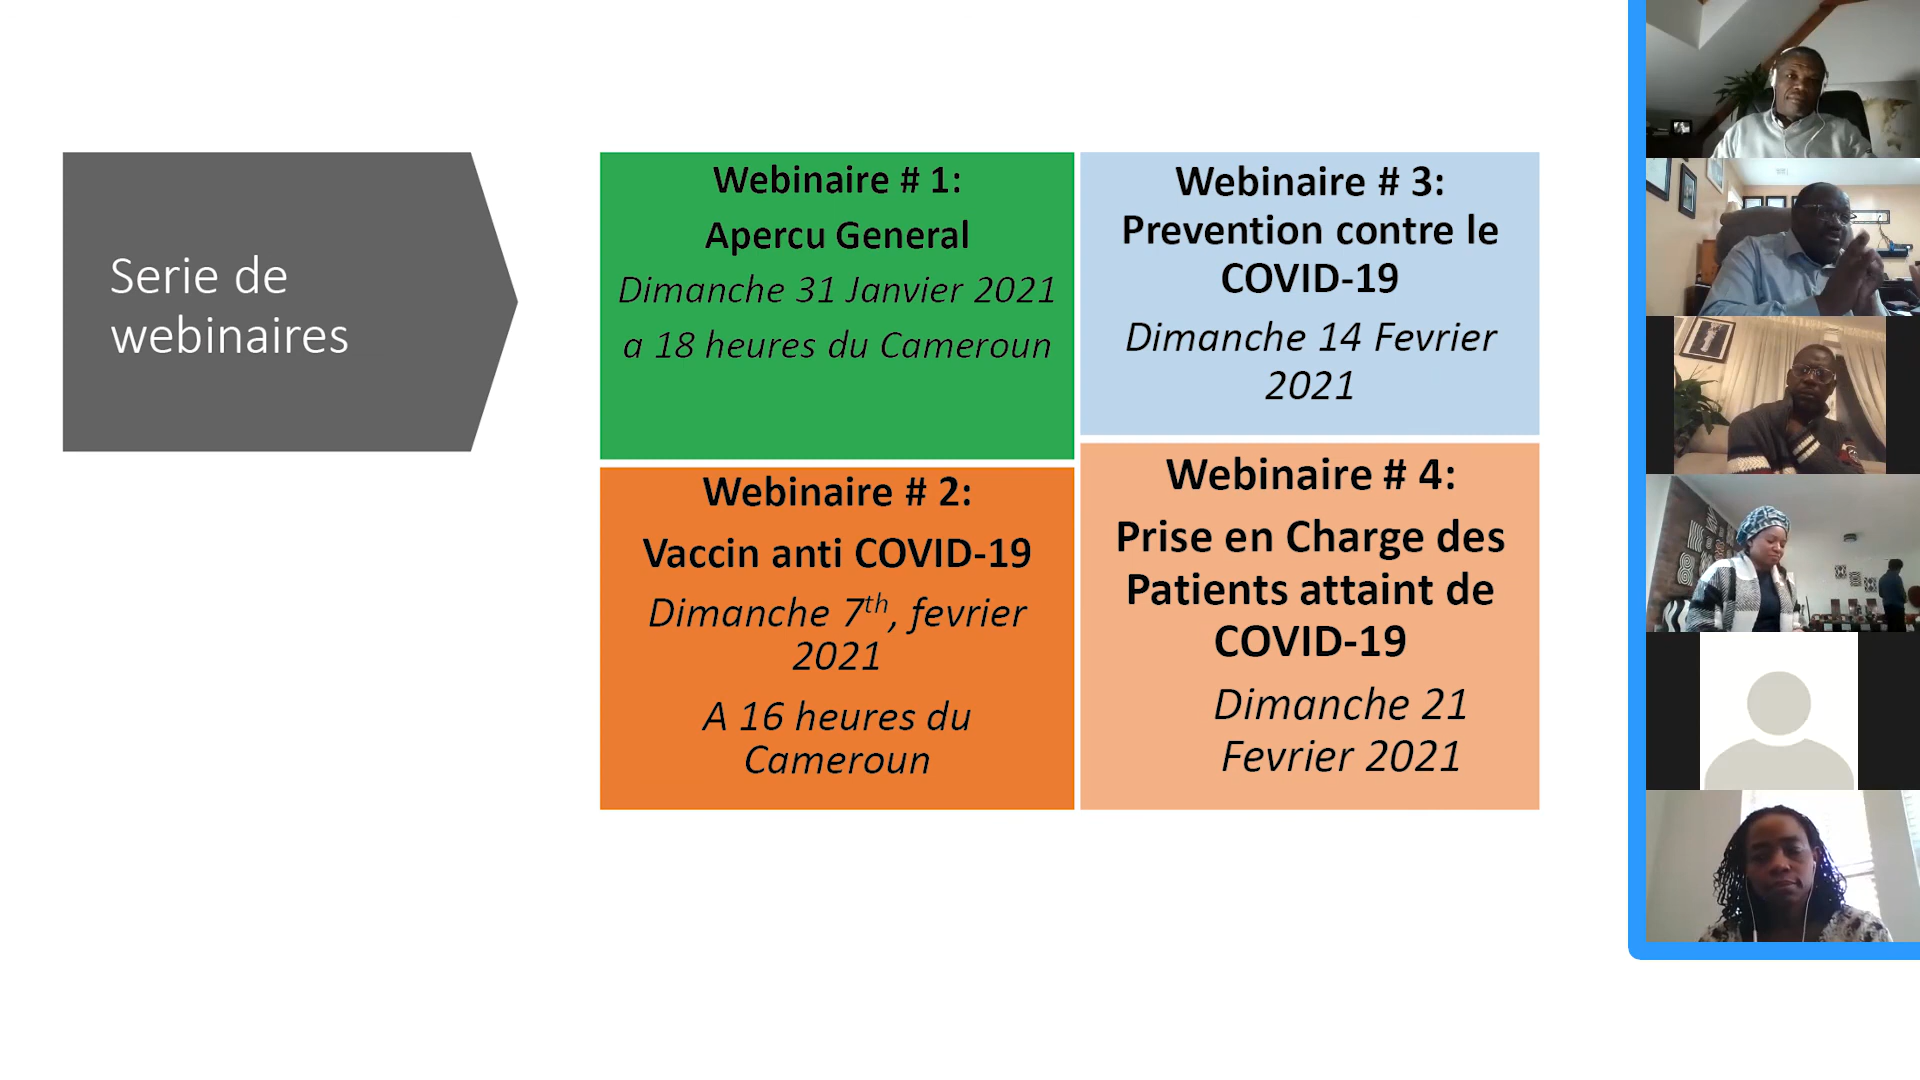 Serie de
webinaires
Webinaire # 1:
Apercu General
Dimanche 31 Janvier 2021
a 18 heures du Cameroun
Webinaire # 2:
Vaccin anti COVID-19
Dimanche 7th, fevrier
2021
A 16 heures du
Cameroun
Webinaire # 3:
Prevention contre le
COVID-19
Dimanche 14 Fevrier
2021
Webinaire # 4:
Prise en Charge des
Patients attaint de
COVID-19
Dimanche 21
Fevrier 2021